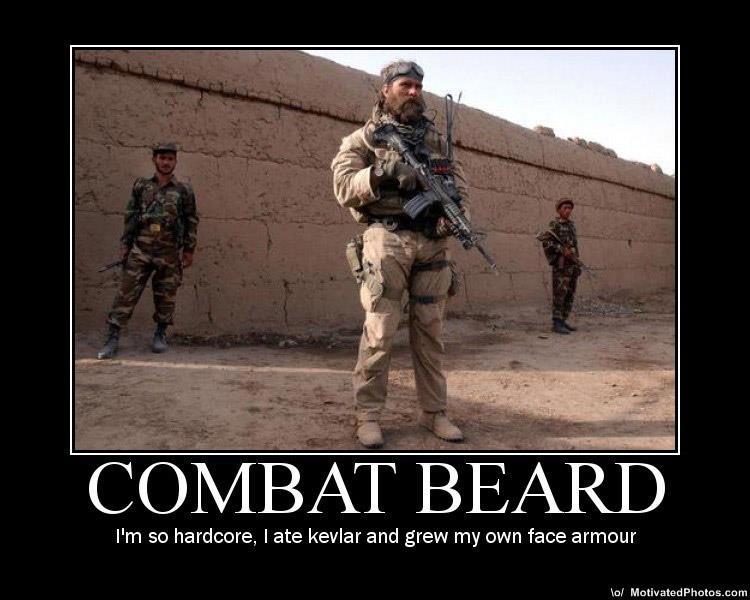 COMBAT BEARD
I'm so hardcore, I ate kevlar and grew my own face armour
\o/ MotivatedPhotos.com